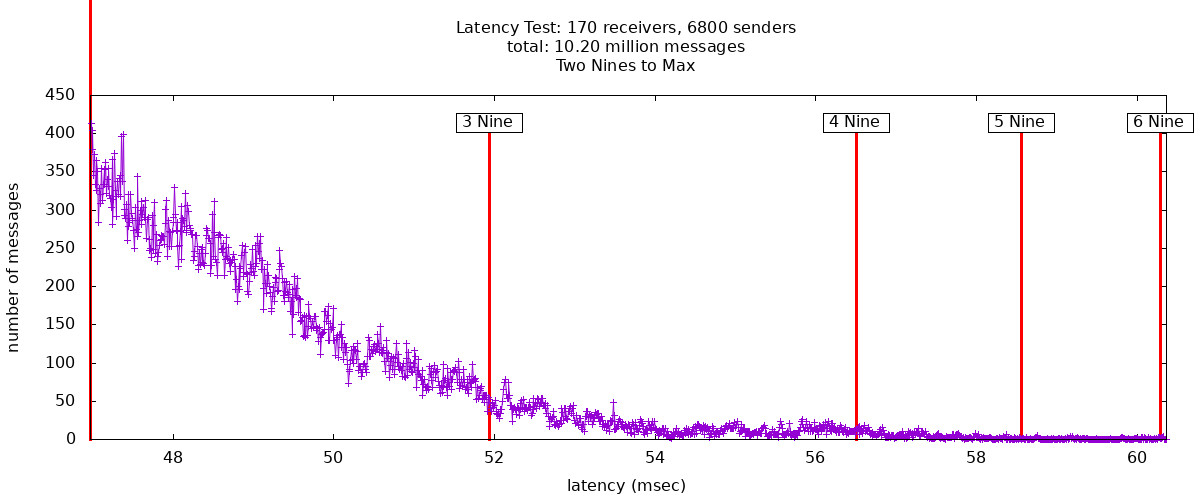 Latency Test: 170 receivers, 6800 senders
total: 10.20 million messages
Two Nines to Max
450
400
350
300
250
200
150
100
50
0
number of messages
3 Nine
4 Nine
5 Nine
6 Nine
48
50
52
54
56
58
60
latency (msec)